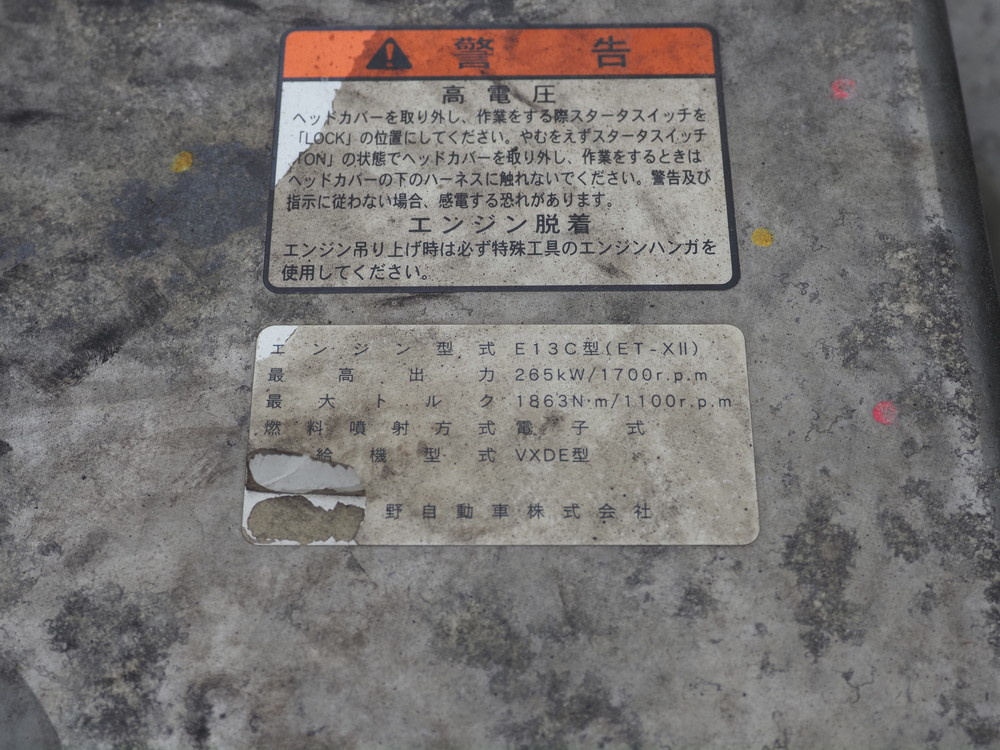 警告
高電圧
ヘッドカバーを取り外し、作業をする際スタータスイッチを
「LOCK」の位置にしてください。やむをえずスタータスイッチ
「ON」の状態でヘッドカバーを取り外し、作業をするときは
ヘッドカバーの下のハーネスに触れないでください。警告及び
指示に従わない場合、感電する恐れがあります。
エンジン脱着
エンジン吊り上げ時は必ず特殊工具のエンジンハンガを
使用してください。
エンジン型式 E13C型(ET-XII)
最高出力 265kW/1700r.p.m
最大トルク 1863N·m/1100r.p.m
燃料噴射方式 電子式
給機型式 VXDE型
野自動車株式会社